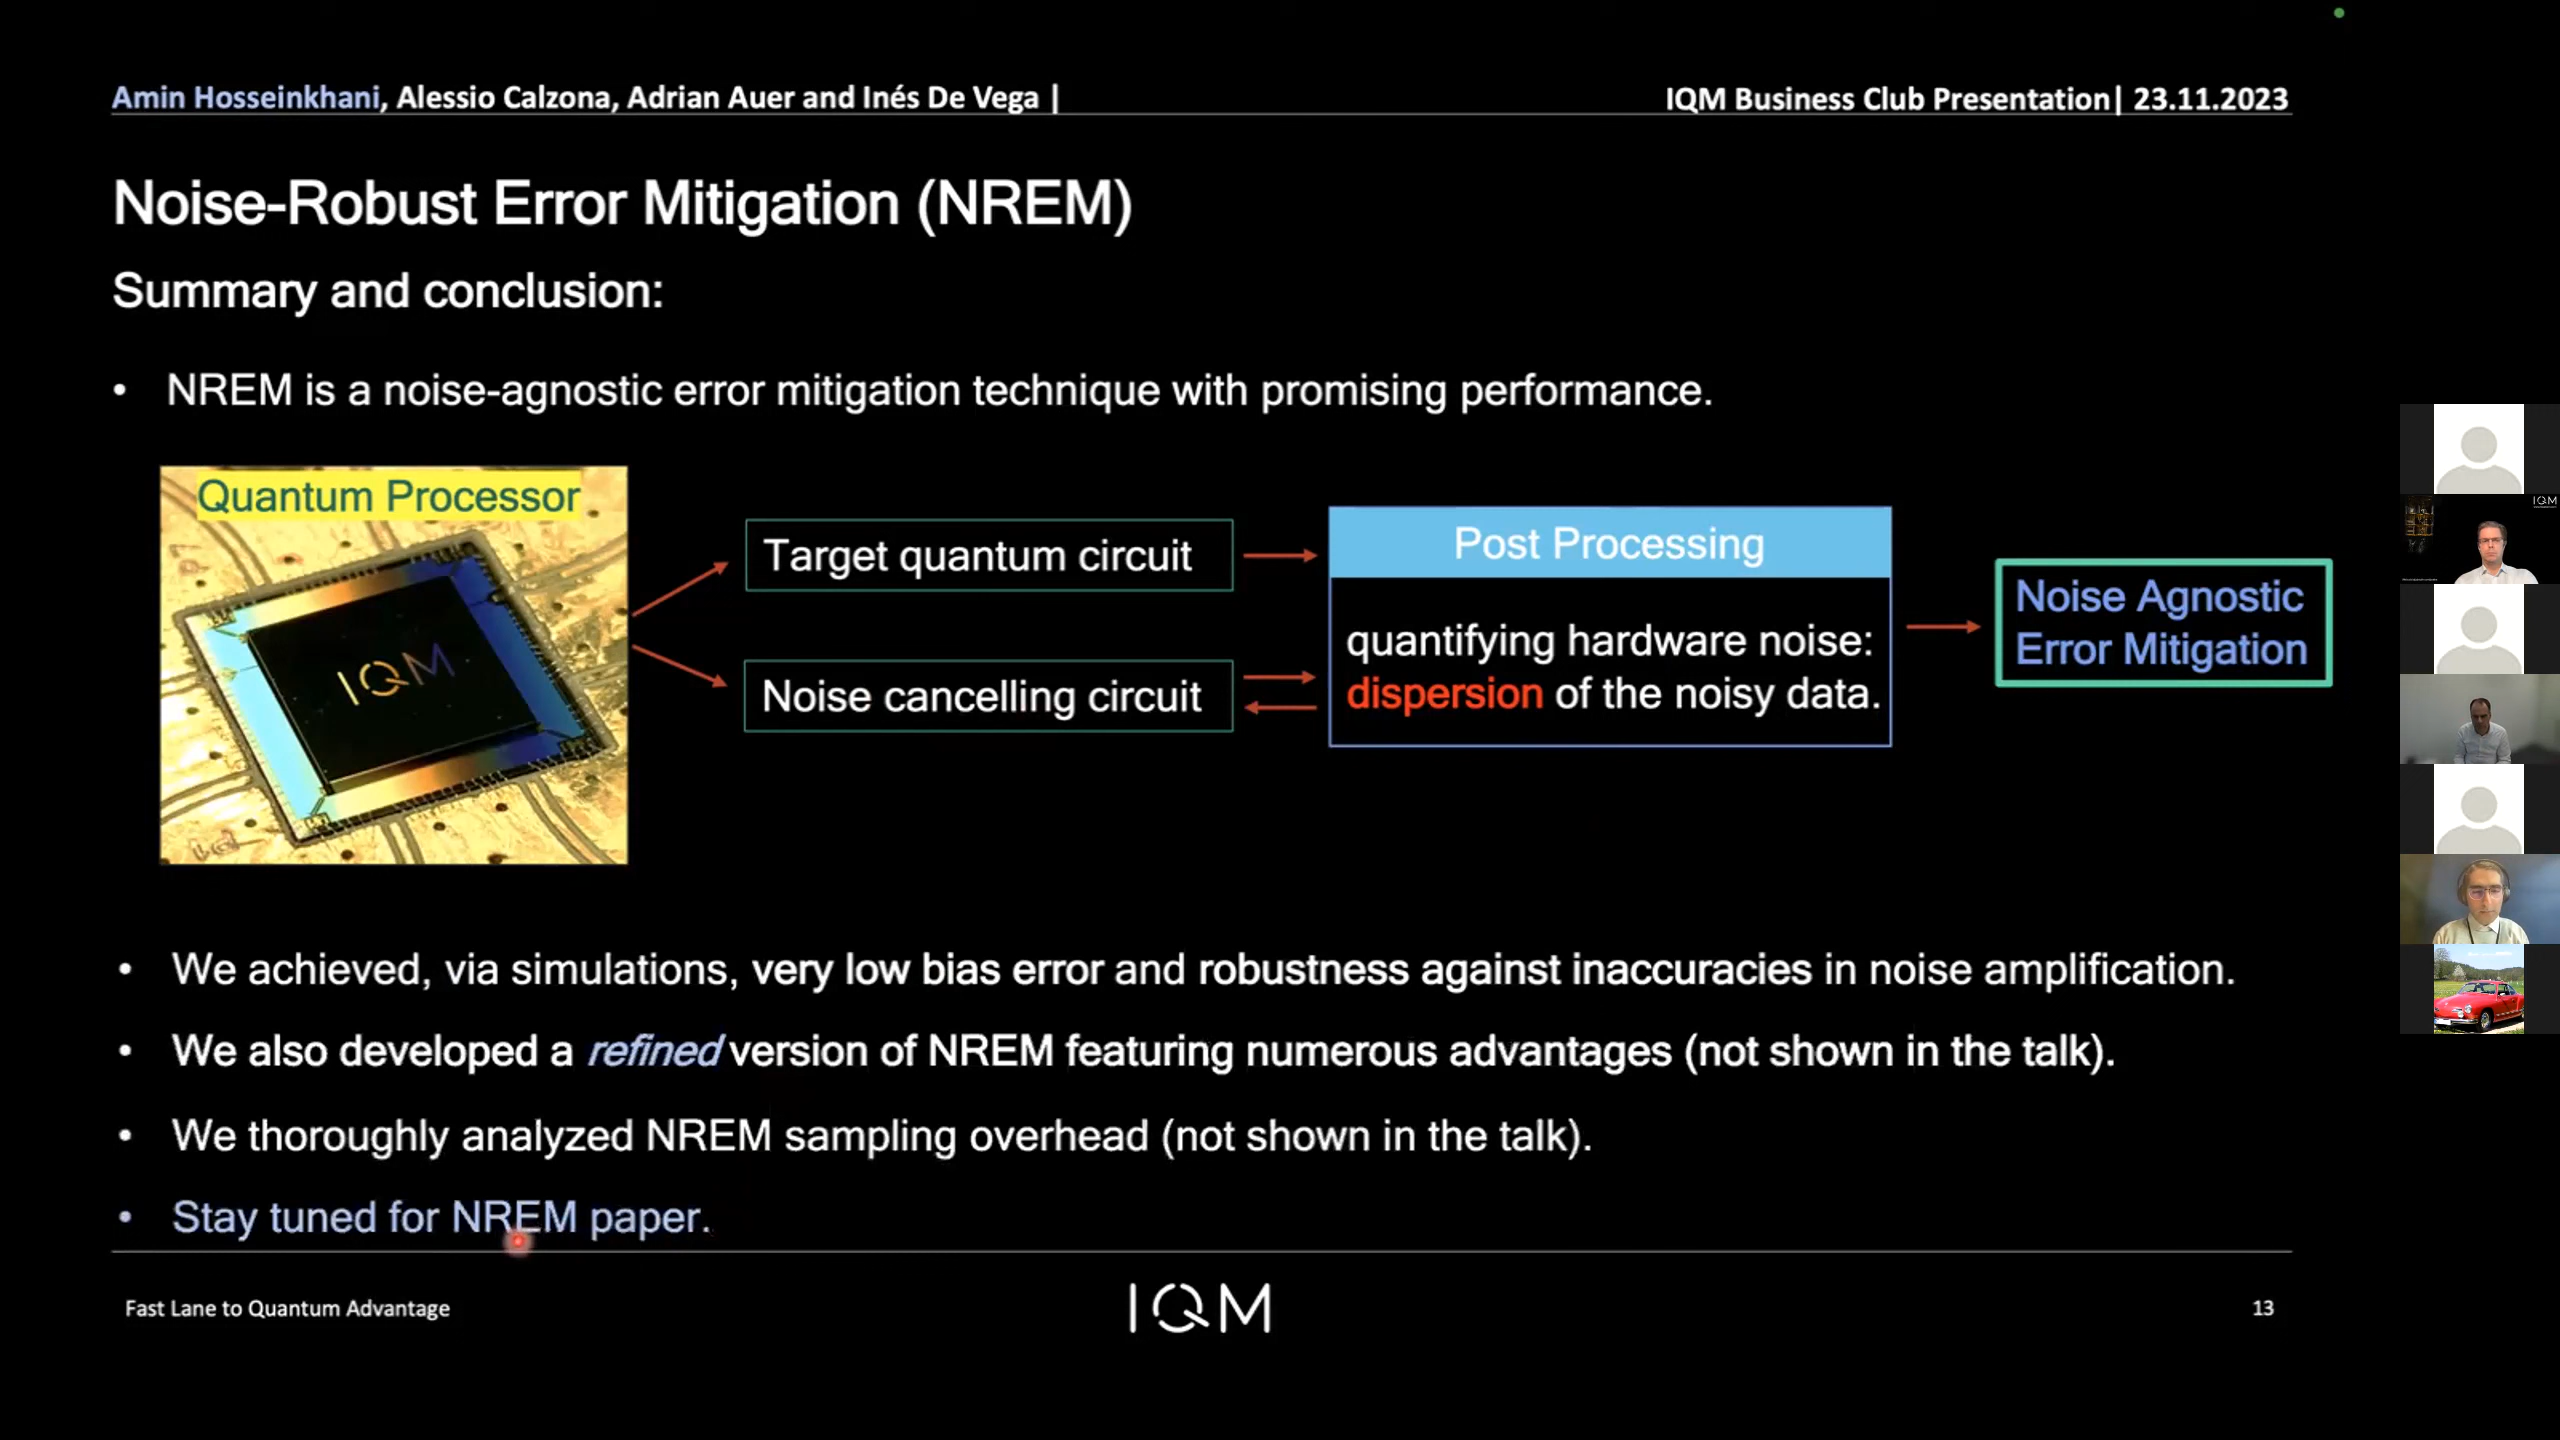 Amin Hosseinkhani, Alessio Calzona, Adrian Auer and Inés De Vega |
IQM Business Club Presentation| 23.11.2023
Noise-Robust Error Mitigation (NREM)
Summary and conclusion:
• NREM is a noise-agnostic error mitigation technique with promising performance.
Quantum Processor
IQM
Target quantum circuit
Noise cancelling circuit
Post Processing
quantifying hardware noise:
dispersion of the noisy data.
Noise Agnostic
Error Mitigation
IQM
• We achieved, via simulations, very low bias error and robustness against inaccuracies in noise amplification.
• We also developed a refined version of NREM featuring numerous advantages (not shown in the talk).
• We thoroughly analyzed NREM sampling overhead (not shown in the talk).
• Stay tuned for NREM paper.
Fast Lane to Quantum Advantage
IQM
13